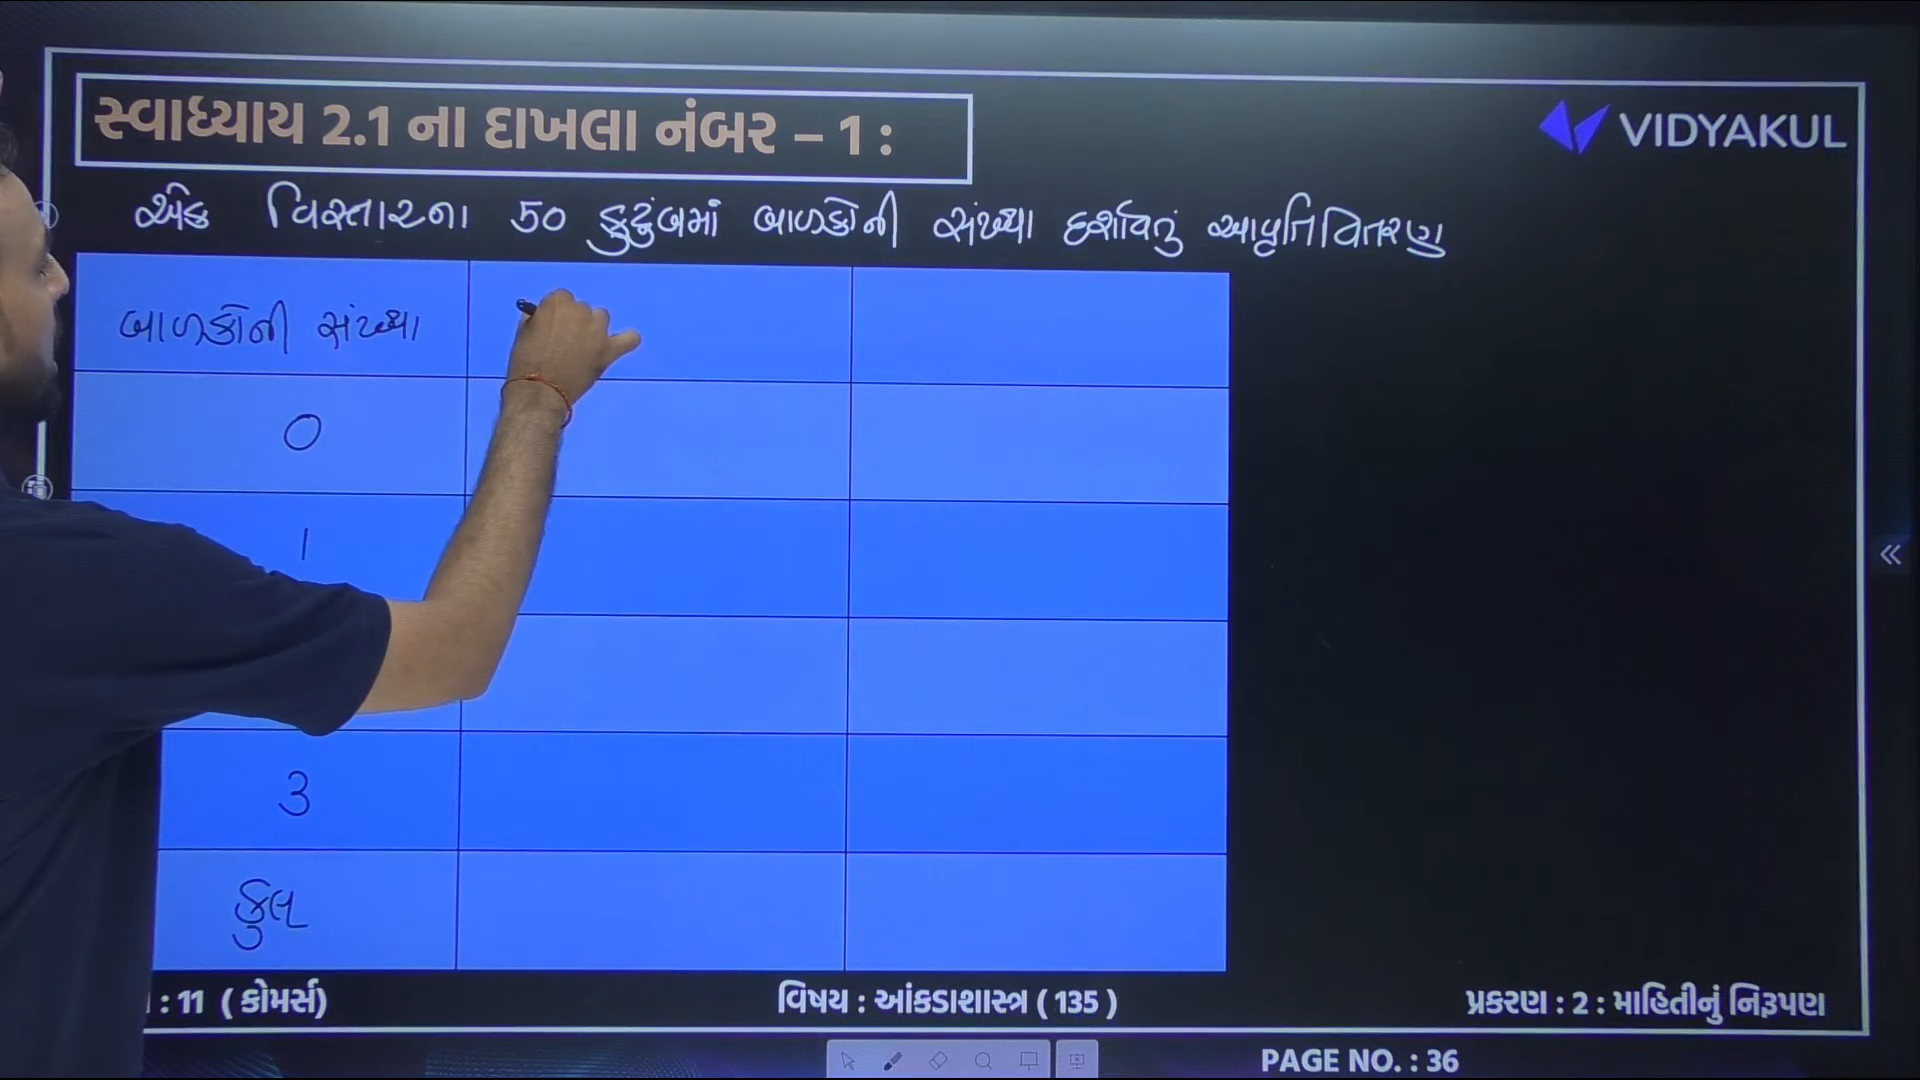 સ્વાધ્યાય 2.1 ના દાખલા નંબર – 1 :
VIDYAKUL
એક વિસ્તારના 50 કુટુંબમાં બાળકોની સંખ્યા દર્શાવતું આવૃત્તિ વિતરણ
બાળકોની સંખ્યા
0
1
3
કુલ
: 11 ( કોમર્સ)
વિષય : આંકડાશાસ્ત્ર ( 135 )
પ્રકરણ : 2 : માહિતીનું નિરૂપણ
PAGE NO. : 36